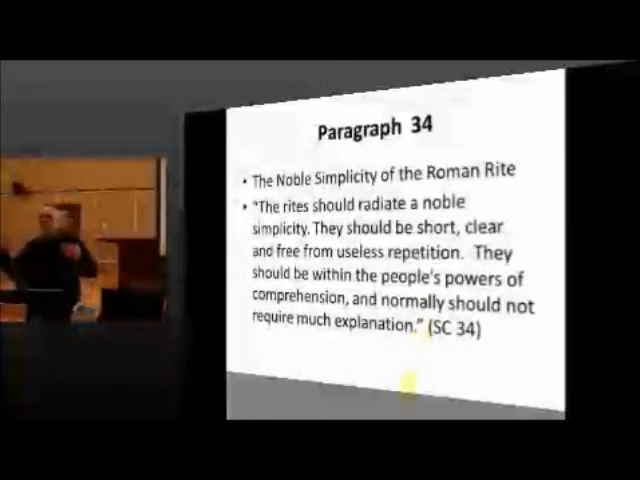 Paragraph 34
• The Noble Simplicity of the Roman Rite
• "The rites should radiate a noble
simplicity. They should be short, clear
and free from useless repetition. They
should be within the people's powers of
comprehension, and normally should not
require much explanation." (SC 34)